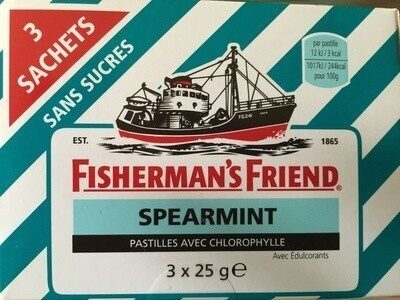 3
SACHETS
SANS SUCRES
par pastille
12 kJ / 3 kcal
1017kJ / 244kcal
pour 100g
FG241
EST.
1865
FISHERMAN'S FRIEND®
SPEARMINT
PASTILLES AVEC CHLOROPHYLLE
Avec Édulcorants
3 x 25 g e